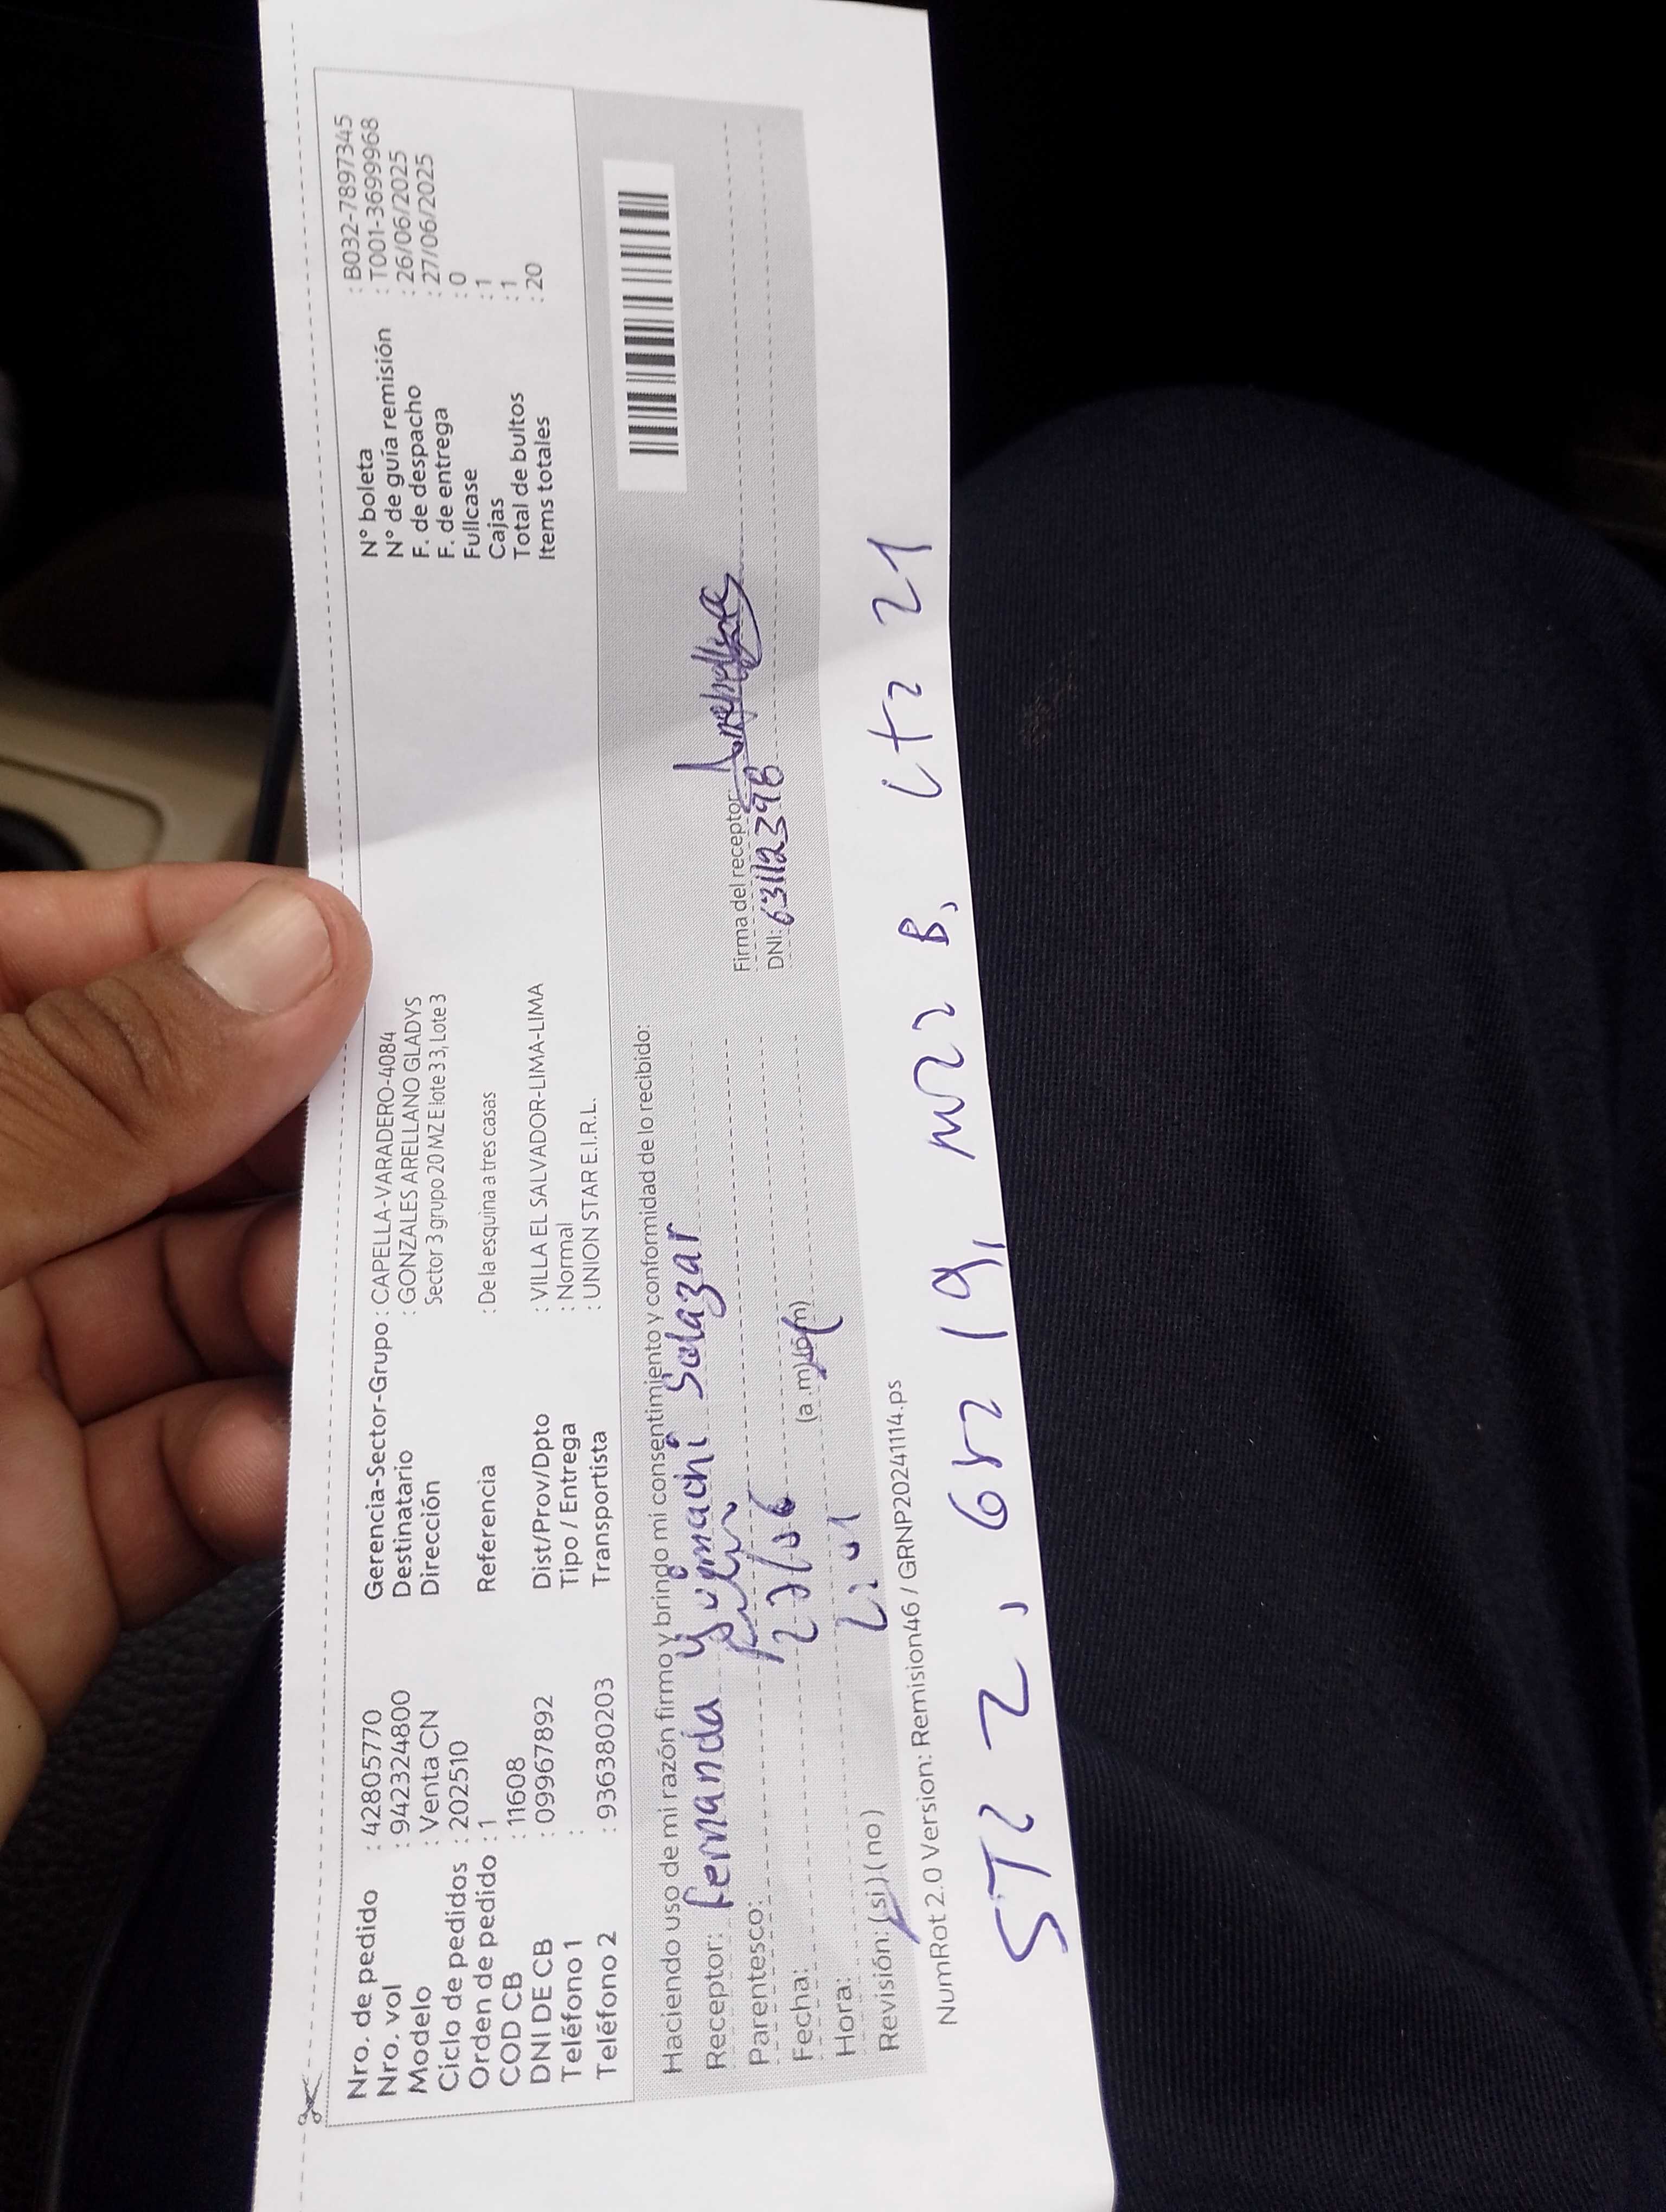 Nro. de pedido : 42805770
Nro. vol : 942324800
Modelo : Venta CN
Ciclo de pedidos : 202510
Orden de pedido : 1
COD CB : 11608
DNI DE CB : 09967892
Teléfono 1 :
Teléfono 2 : 936380203
Gerencia-Sector-Grupo : CAPELLA-VARADERO-4084
Destinatario : GONZALES ARELLANO GLADYS
Dirección Sector 3 grupo 20 MZ E lote 3 3, Lote 3
Referencia : De la esquina a tres casas
Dist/Prov/Dpto : VILLA EL SALVADOR-LIMA-LIMA
Tipo / Entrega : Normal
Transportista : UNION STAR E.I.R.L.
N° boleta : B032-7897345
N° de guía remisión : T001-3699968
F. de despacho : 26/06/2025
F. de entrega : 27/06/2025
Fullcase : 0
Cajas : 1
Total de bultos : 1
Items totales : 20
Haciendo uso de mi razón firmo y brindo mi consentimiento y conformidad de lo recibido:
Receptor: Fernanda Salazar
Parentesco:
Fecha: 27/06
Hora: (a.m) (p.m)
Revisión: (si) (no)
Firma del receptor:
DNI:
NumRot 2.0 Version: Remision46 / GRNP20241114.ps
ST 2, Gr 19, mz B, Lt 21